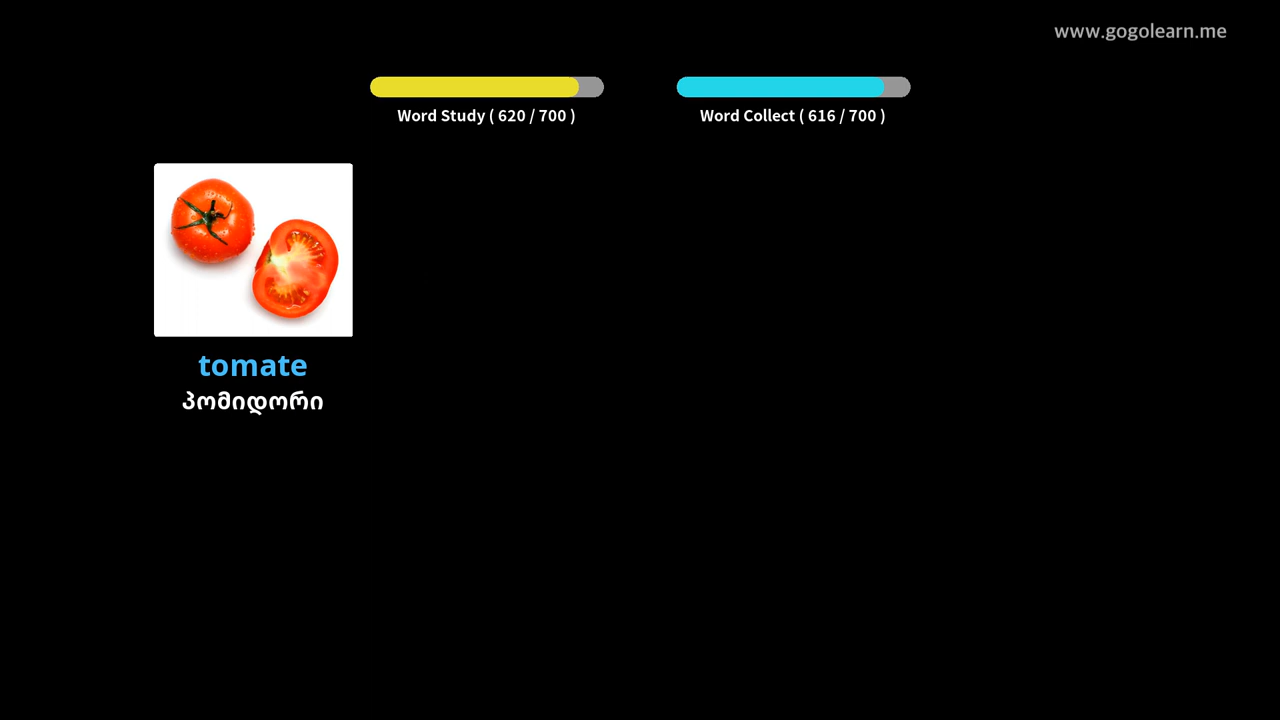 www.gogolearn.me
Word Study ( 620 / 700 )
Word Collect ( 616 / 700 )
tomate
პომიდორი